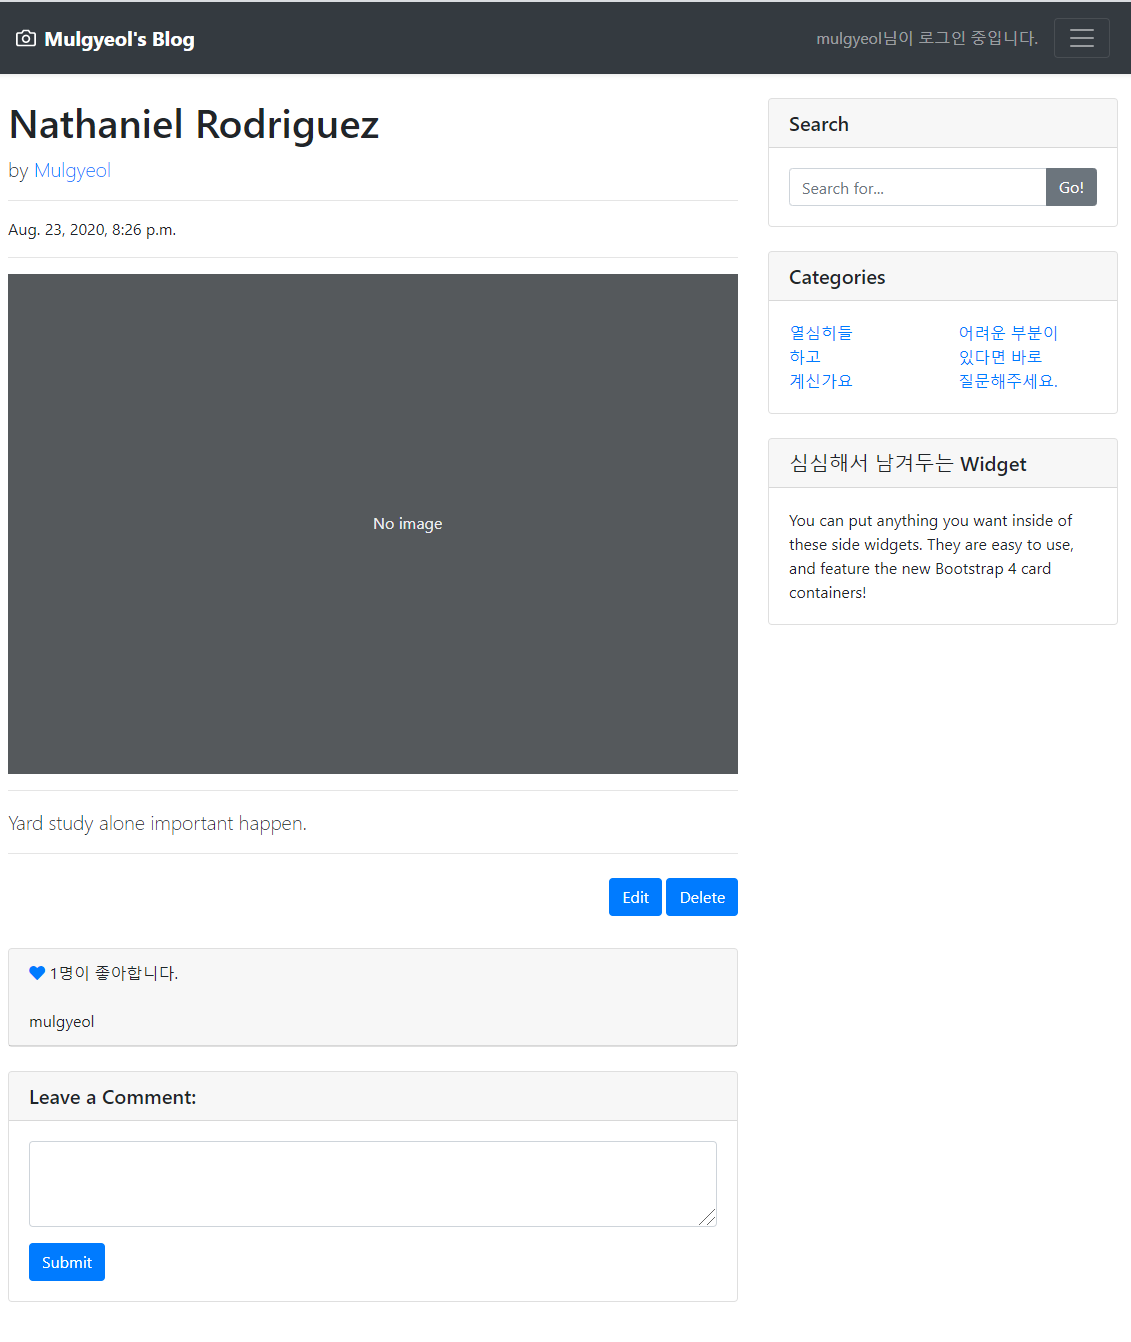 Mulgyeol's Blog
mulgyeol님이 로그인 중입니다.
Nathaniel Rodriguez
by Mulgyeol
Aug. 23, 2020, 8:26 p.m.
No image
Yard study alone important happen.
Edit Delete
1명이 좋아합니다.
mulgyeol
Leave a Comment:
Submit
Search
Search for...
Go!
Categories
열심히들
하고
계신가요
어려운 부분이
있다면 바로
질문해주세요.
심심해서 남겨두는 Widget
You can put anything you want inside of
these side widgets. They are easy to use,
and feature the new Bootstrap 4 card
containers!